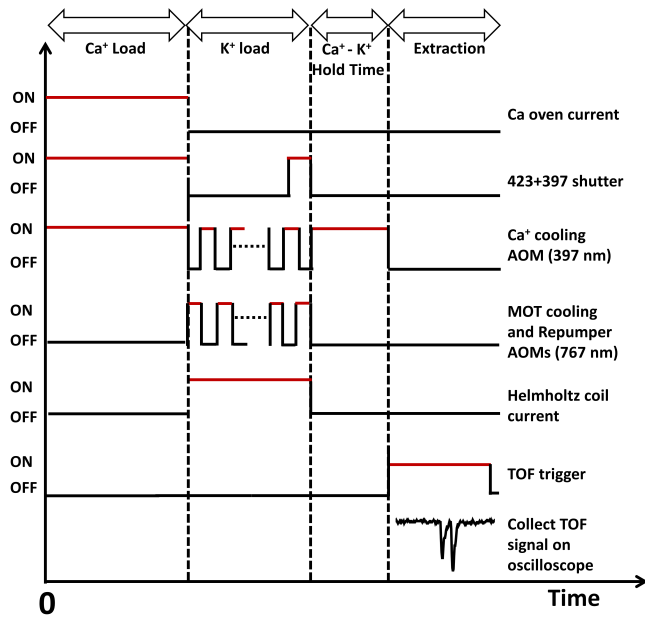 Ca⁺ Load
K⁺ load
Ca⁺ - K⁺
Hold Time
Extraction
ON
OFF
Ca oven current
ON
OFF
423+397 shutter
ON
OFF
Ca⁺ cooling
AOM (397 nm)
ON
OFF
MOT cooling
and Repumper
AOMs (767 nm)
ON
OFF
Helmholtz coil
current
ON
OFF
TOF trigger
Collect TOF
signal on
oscilloscope
0
Time